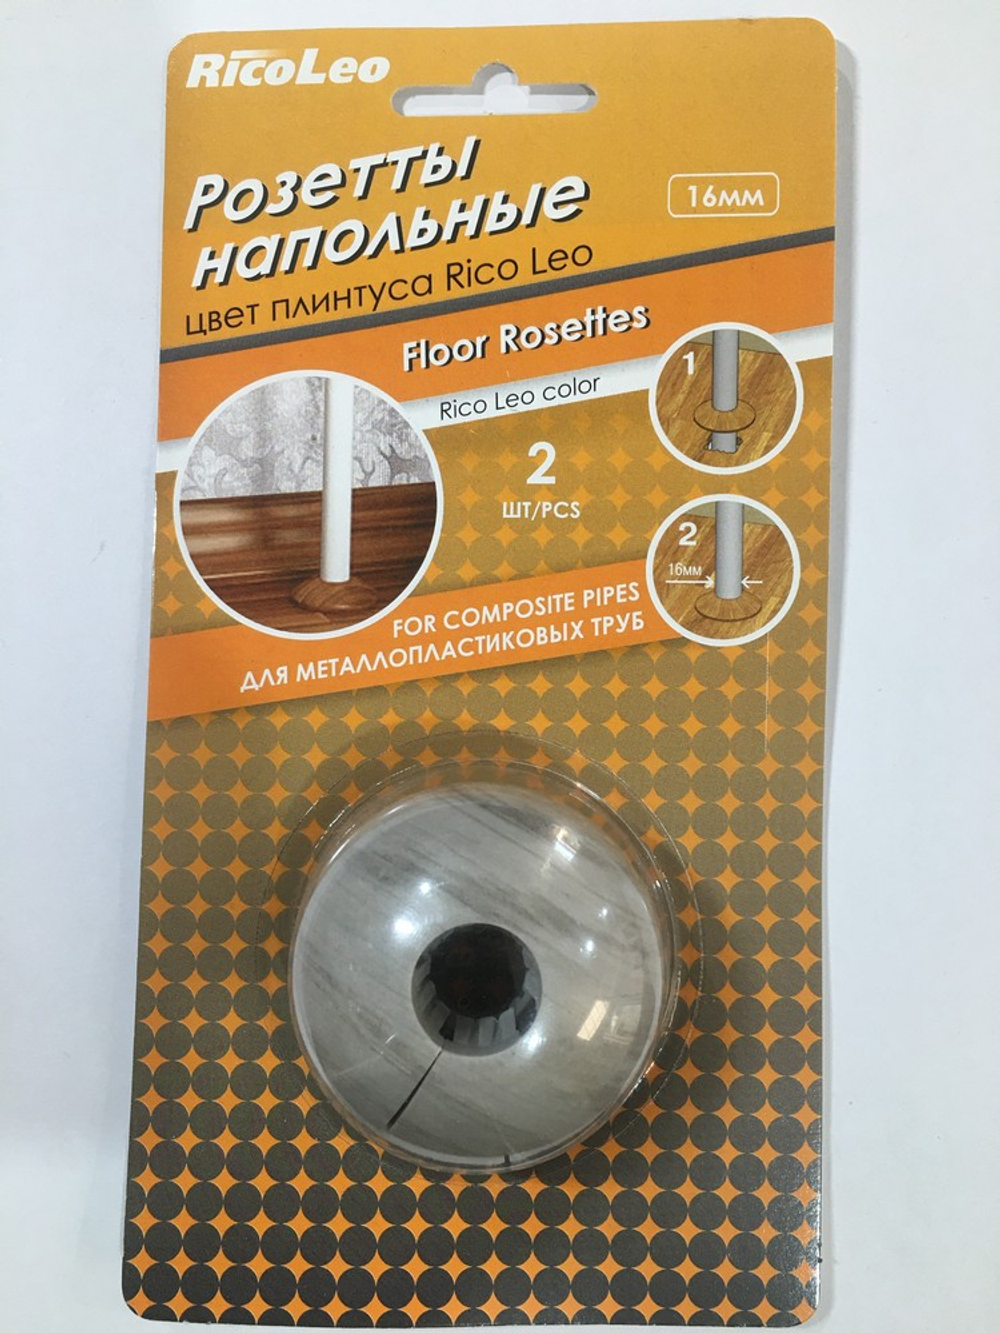 RicoLeo
Розетты
напольные
16мм
цвет плинтуса Rico Leo
Floor Rosettes
Rico Leo color
1
2
шт/PCS
2
16мм
FOR COMPOSITE PIPES
ДЛЯ МЕТАЛЛОПЛАСТИКОВЫХ ТРУБ